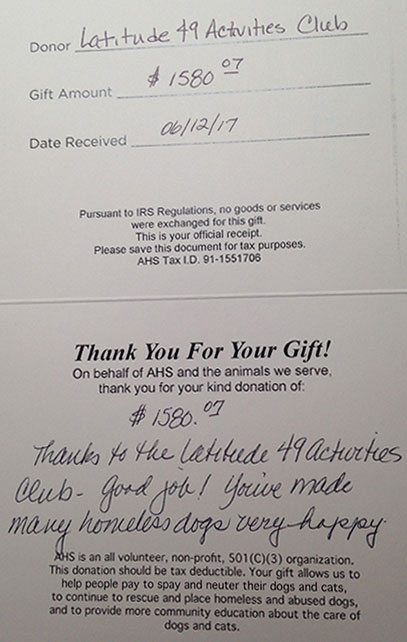 Donor Latitude 49 Activities Club
Gift Amount $1580 07
Date Received 06/12/17
Pursuant to IRS Regulations, no goods or services
were exchanged for this gift.
This is your official receipt.
Please save this document for tax purposes.
AHS Tax I.D. 91-1551706
Thank You For Your Gift!
On behalf of AHS and the animals we serve,
thank you for your kind donation of:
$1580.07
Thanks to the Latitude 49 Activities
Club - Good job! You've made
many homeless dogs very happy.
AHS is an all volunteer, non-profit, 501(C)(3) organization.
This donation should be tax deductible. Your gift allows us to
help people pay to spay and neuter their dogs and cats,
to continue to rescue and place homeless and abused dogs,
and to provide more community education about the care of
dogs and cats.